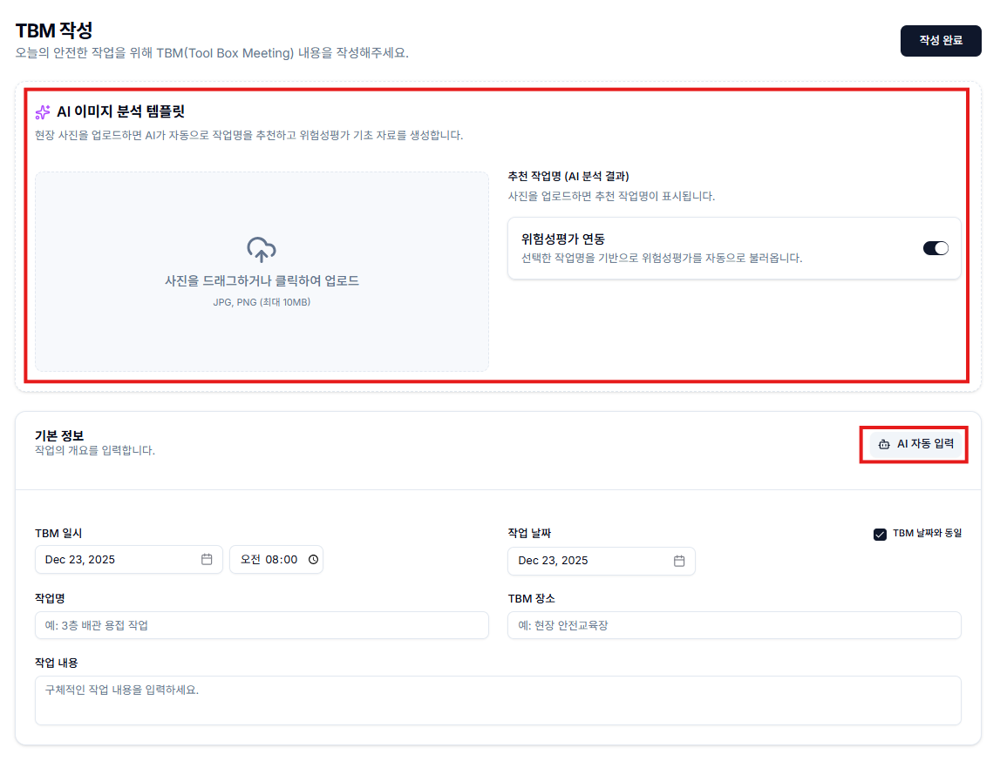 TBM 작성
오늘의 안전한 작업을 위해 TBM(Tool Box Meeting) 내용을 작성해주세요.
작성 완료
AI 이미지 분석 템플릿
현장 사진을 업로드하면 AI가 자동으로 작업명을 추천하고 위험성평가 기초 자료를 생성합니다.
사진을 드래그하거나 클릭하여 업로드
JPG, PNG (최대 10MB)
추천 작업명 (AI 분석 결과)
사진을 업로드하면 추천 작업명이 표시됩니다.
위험성평가 연동
선택한 작업명을 기반으로 위험성평가를 자동으로 불러옵니다.
기본 정보
작업의 개요를 입력합니다.
AI 자동 입력
TBM 일시
Dec 23, 2025
오전 08:00
작업 날짜
TBM 날짜와 동일
Dec 23, 2025
작업명
예: 3층 배관 용접 작업
TBM 장소
예: 현장 안전교육장
작업 내용
구체적인 작업 내용을 입력하세요.